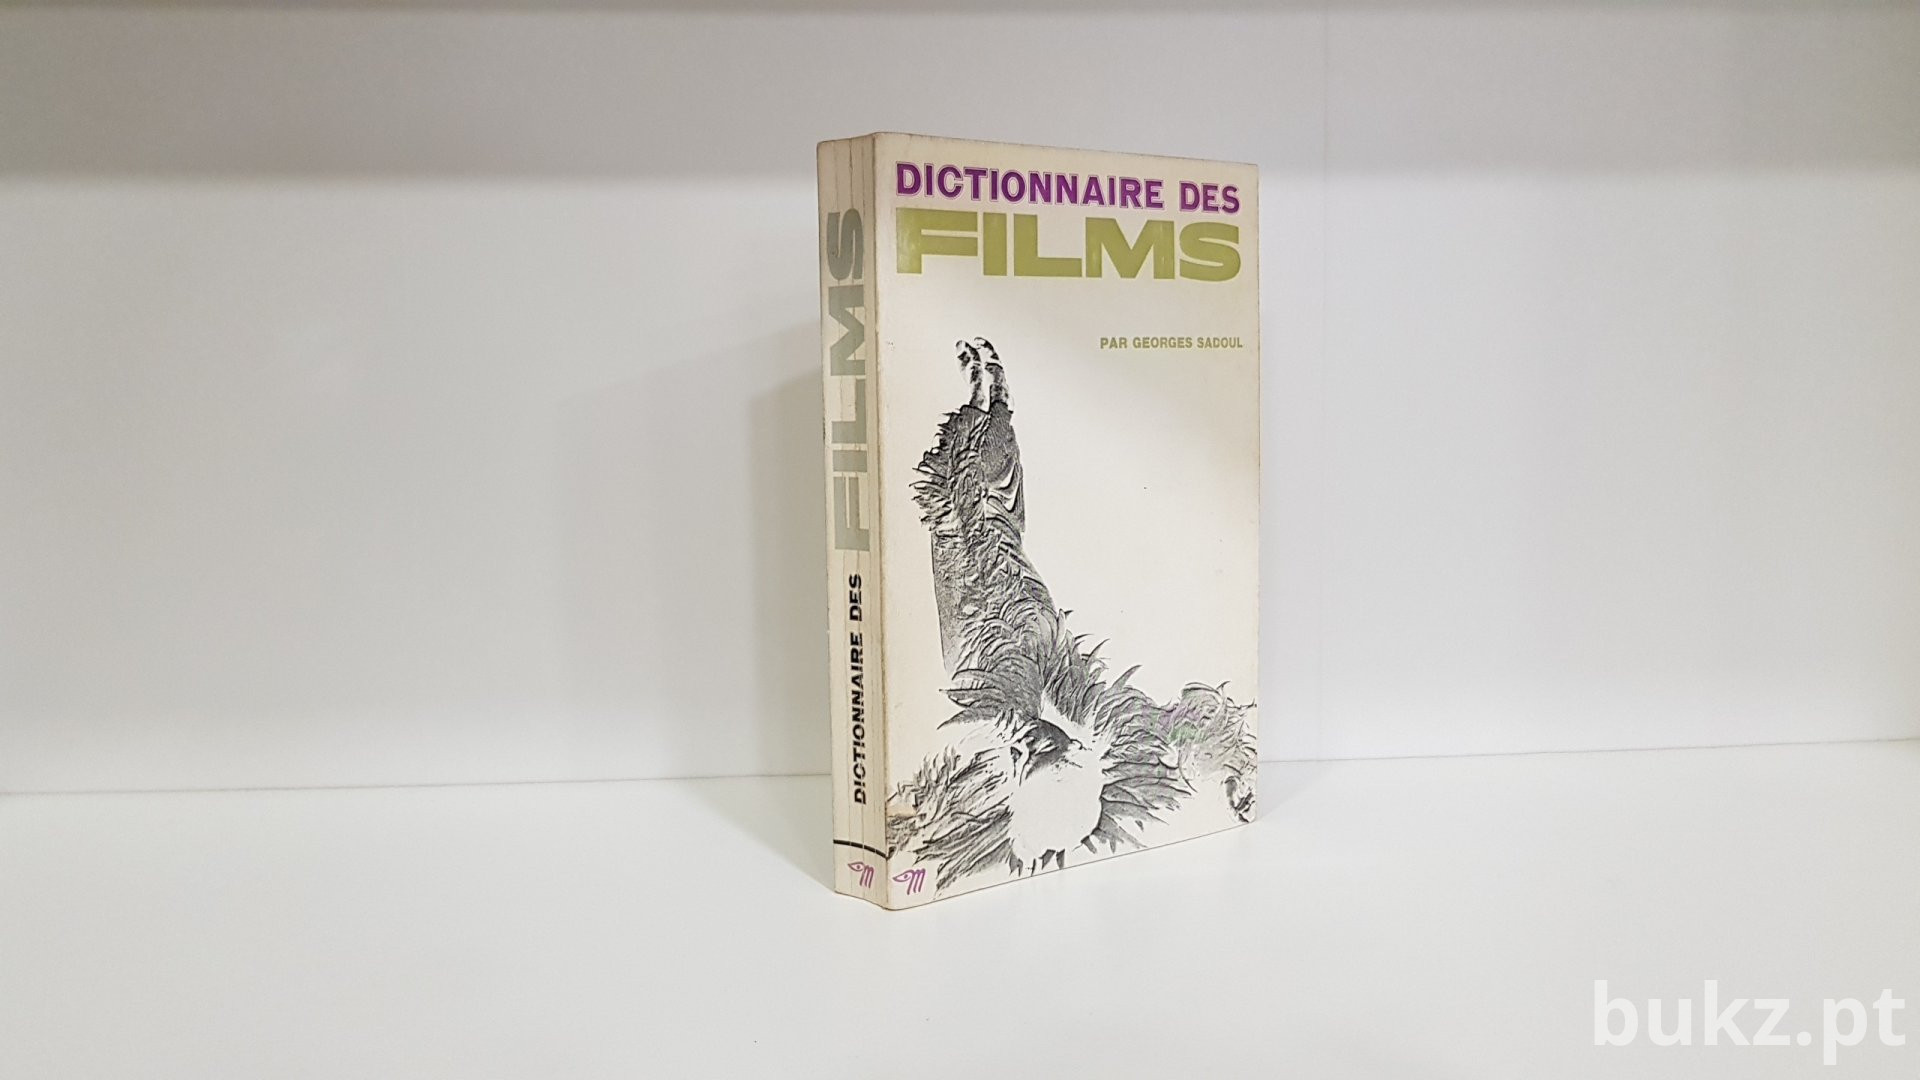 DICTIONNAIRE DES
FILMS
PAR GEORGES SADOUL
DICTIONNAIRE DES FILMS
m
m
bukz.pt